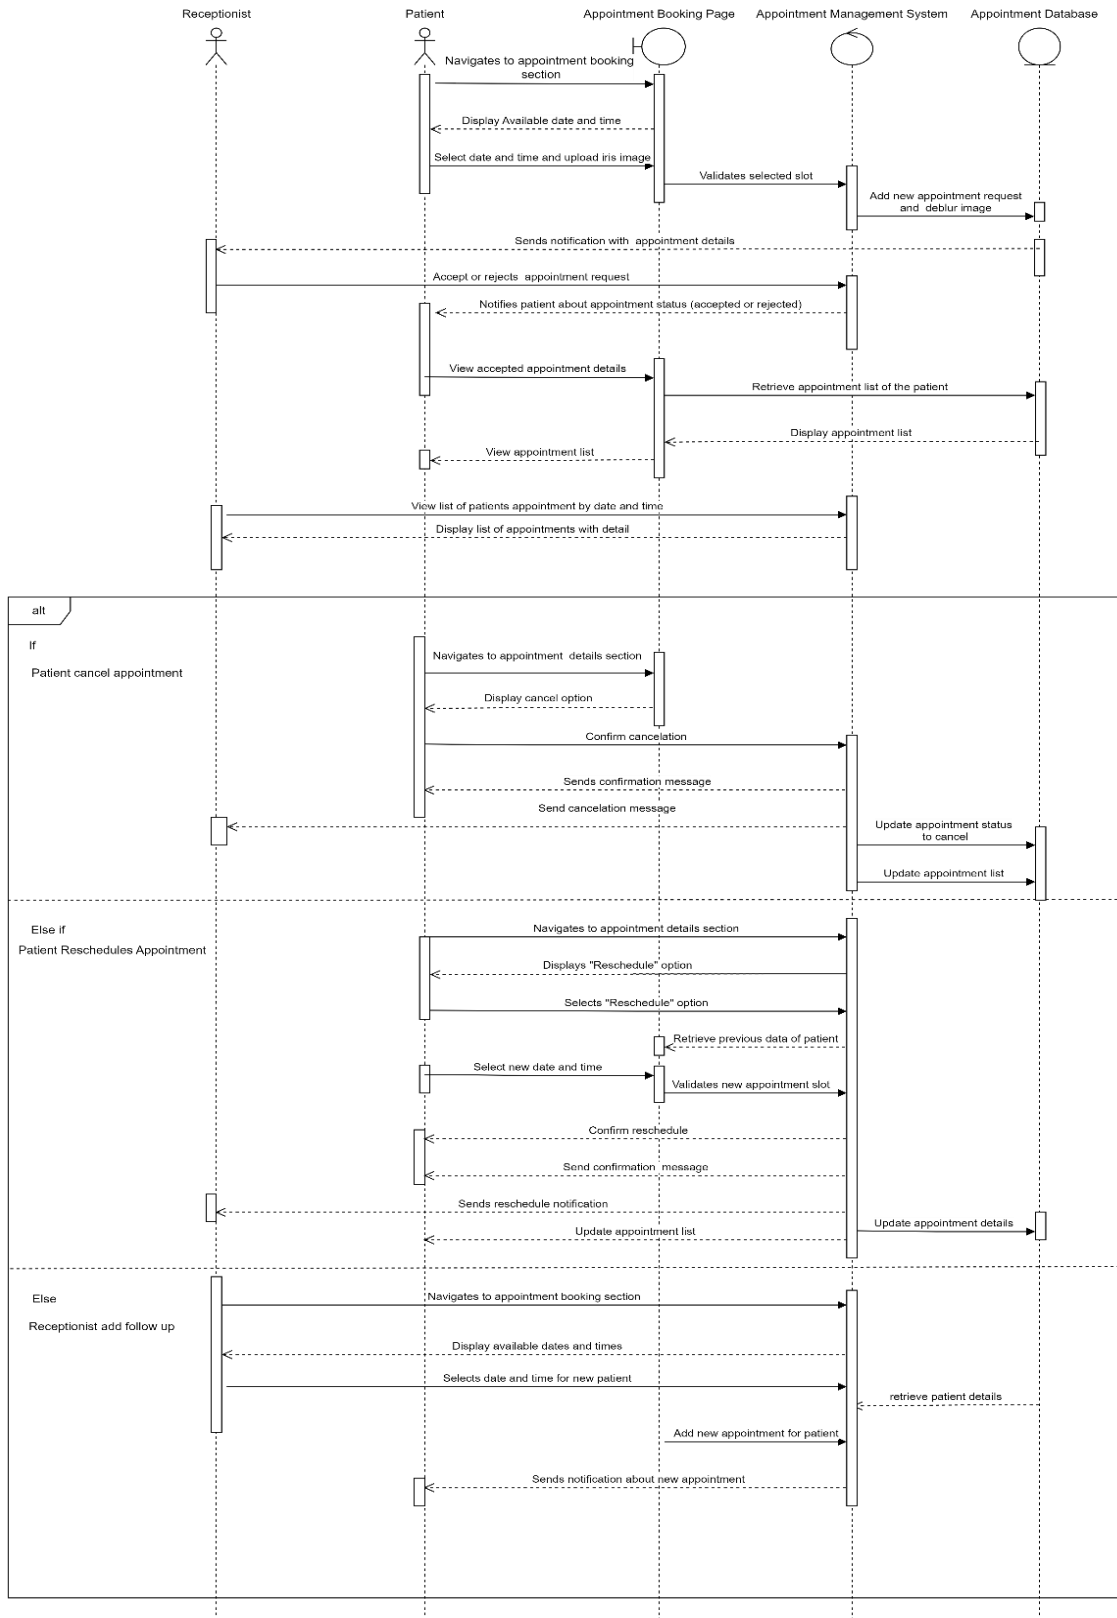 Receptionist
Patient
Appointment Booking Page
Appointment Management System
Appointment Database
Navigates to appointment booking
section
Display Available date and time
Select date and time and upload iris image
Validates selected slot
Add new appointment request
and deblur image
Sends notification with appointment details
Accept or rejects appointment request
Notifies patient about appointment status (accepted or rejected)
View accepted appointment details
Retrieve appointment list of the patient
Display appointment list
View appointment list
View list of patients appointment by date and time
Display list of appointments with detail
alt
If
Patient cancel appointment
Navigates to appointment details section
Display cancel option
Confirm cancelation
Sends confirmation message
Send cancelation message
Update appointment status
to cancel
Update appointment list
Else if
Patient Reschedules Appointment
Navigates to appointment details section
Displays "Reschedule" option
Selects "Reschedule" option
Retrieve previous data of patient
Select new date and time
Validates new appointment slot
Confirm reschedule
Send confirmation message
Sends reschedule notification
Update appointment details
Update appointment list
Else
Receptionist add follow up
Navigates to appointment booking section
Display available dates and times
Selects date and time for new patient
retrieve patient details
Add new appointment for patient
Sends notification about new appointment